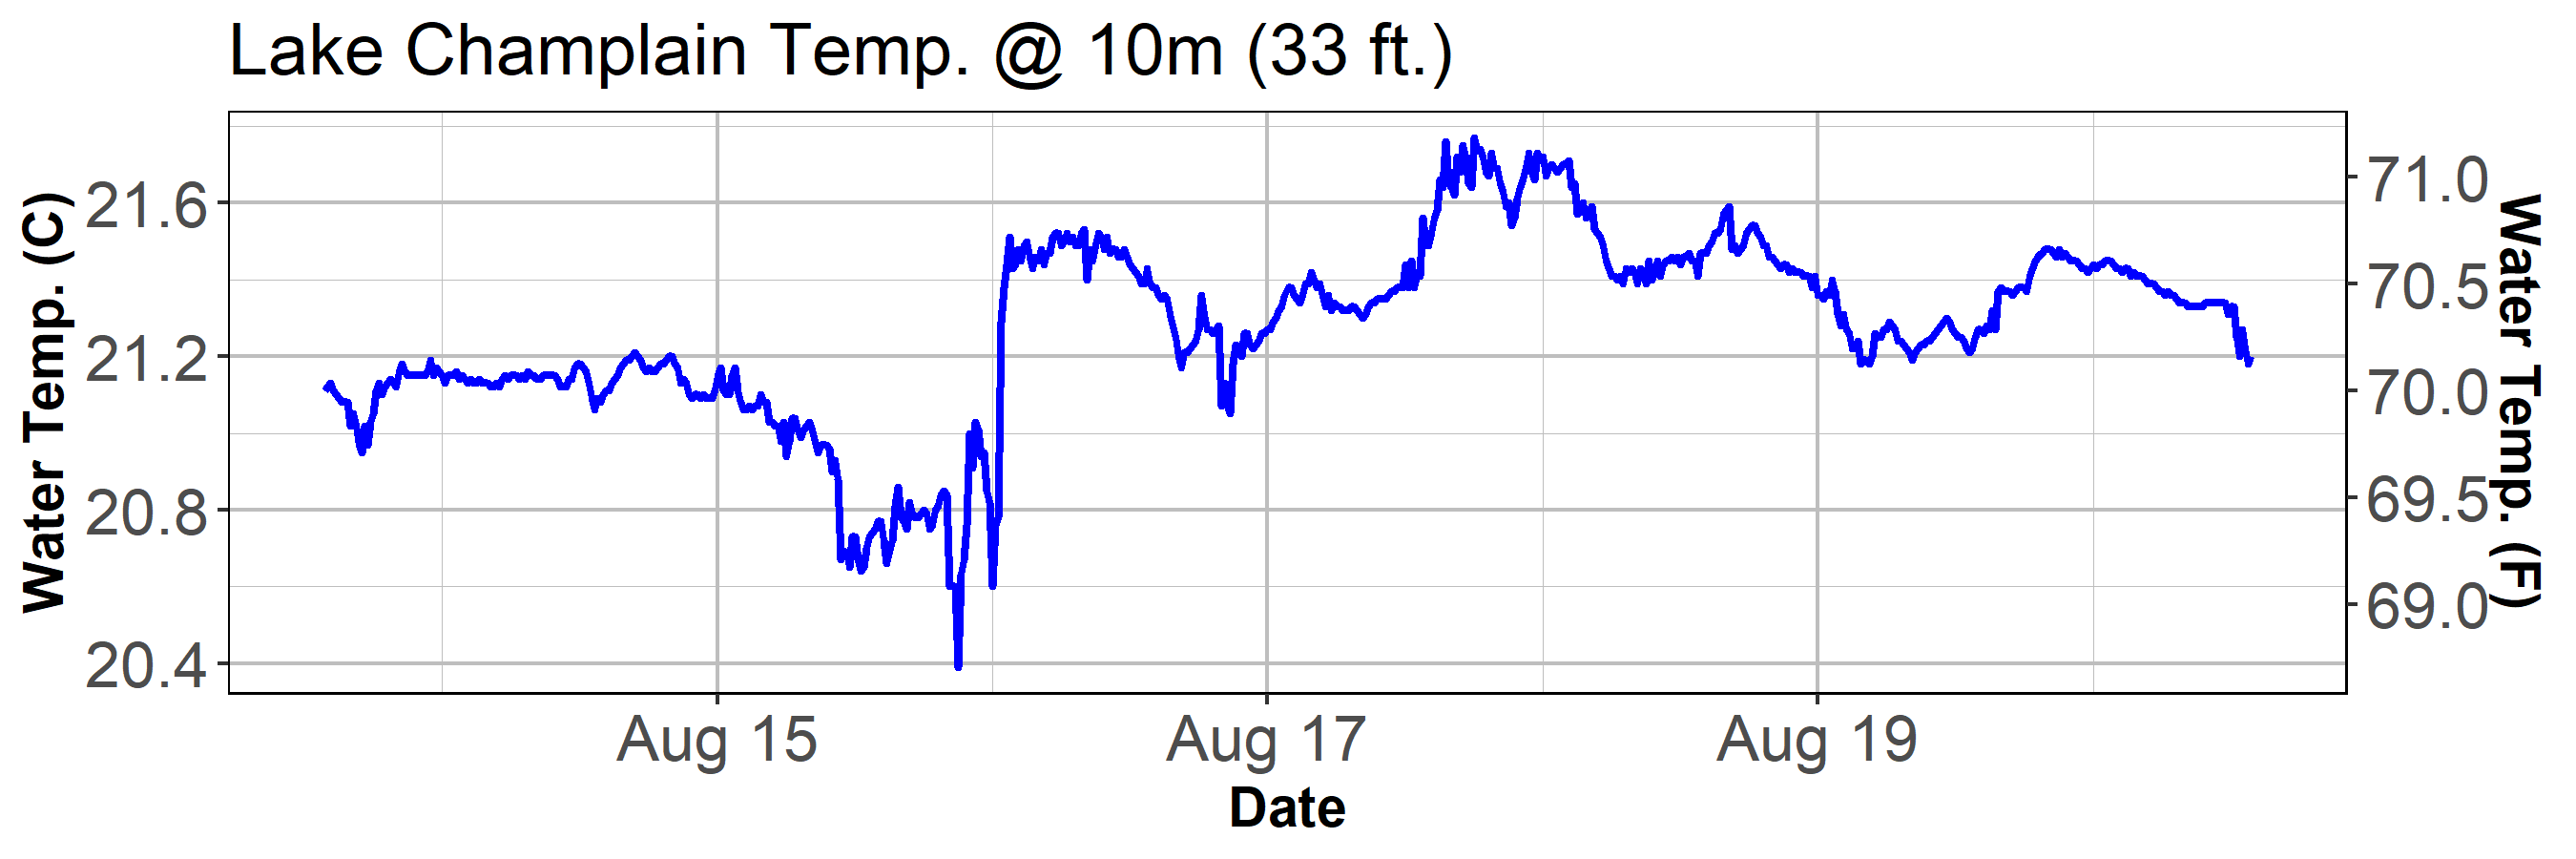 Lake Champlain Temp. @ 10m (33 ft.)
Water Temp. (C)
21.6
21.2
20.8
20.4
71.0
70.5
70.0
69.5
69.0
Water Temp. (F)
Aug 15
Aug 17
Aug 19
Date